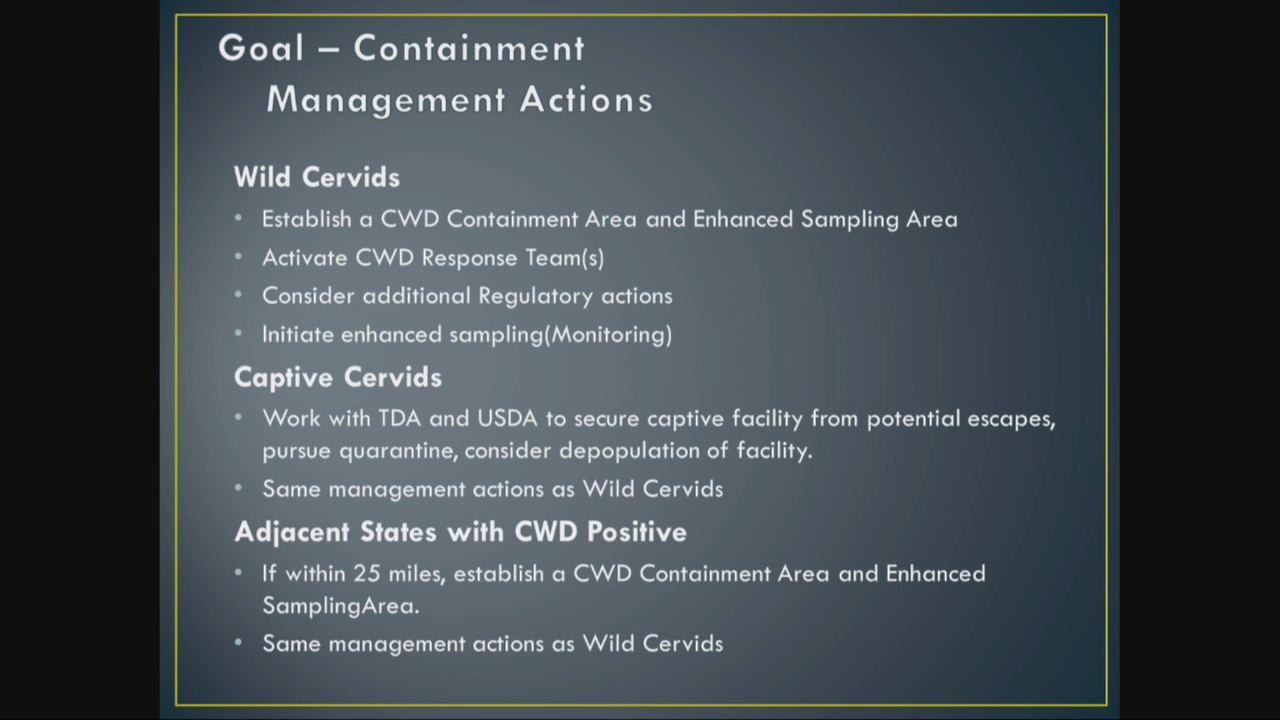 Goal – Containment
Management Actions
Wild Cervids
• Establish a CWD Containment Area and Enhanced Sampling Area
• Activate CWD Response Team(s)
• Consider additional Regulatory actions
• Initiate enhanced sampling(Monitoring)
Captive Cervids
• Work with TDA and USDA to secure captive facility from potential escapes,
pursue quarantine, consider depopulation of facility.
• Same management actions as Wild Cervids
Adjacent States with CWD Positive
• If within 25 miles, establish a CWD Containment Area and Enhanced
SamplingArea.
• Same management actions as Wild Cervids